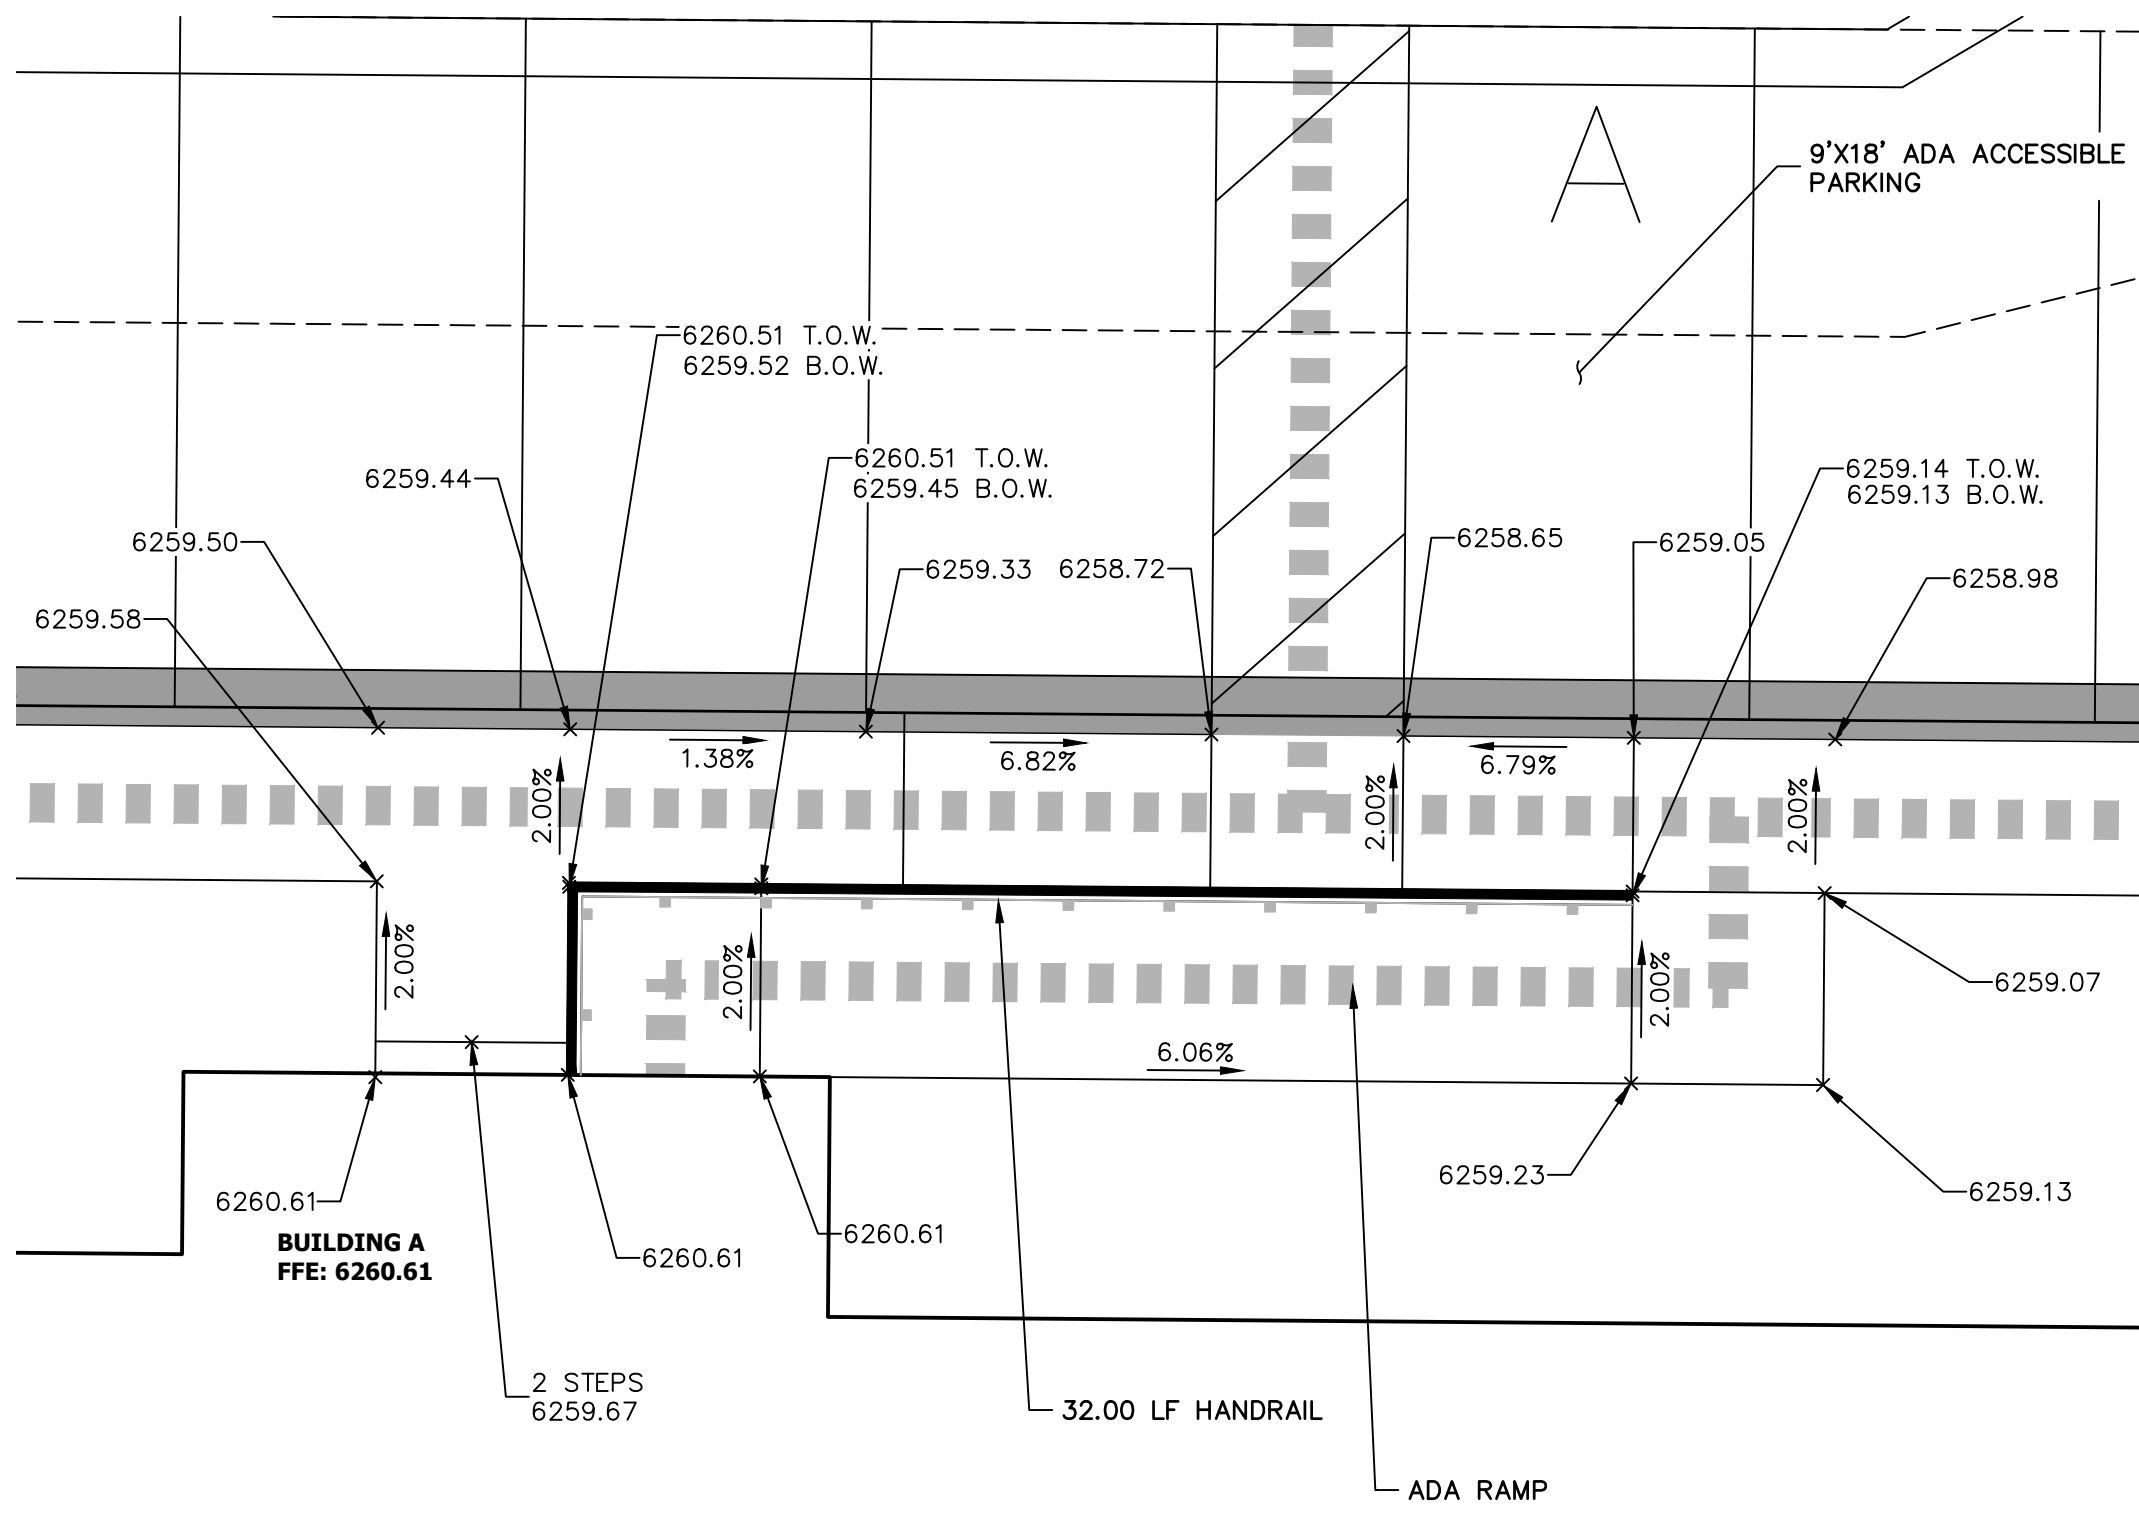 A
9'X18' ADA ACCESSIBLE
PARKING
6260.51 T.O.W.
6259.52 B.O.W.
6260.51 T.O.W.
6259.45 B.O.W.
6259.14 T.O.W.
6259.13 B.O.W.
6259.44
6259.50
6259.58
6259.33
6258.72
6258.65
6259.05
6258.98
1.38%
6.82%
6.79%
2.00%
2.00%
2.00%
2.00%
2.00%
2.00%
6259.07
6.06%
6259.23
6259.13
6260.61
BUILDING A
FFE: 6260.61
6260.61
6260.61
2 STEPS
6259.67
32.00 LF HANDRAIL
ADA RAMP